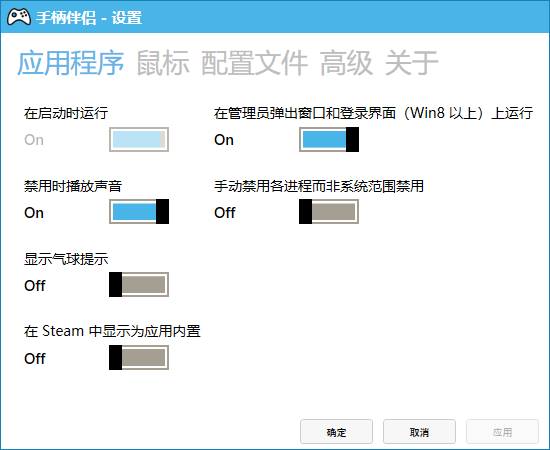 手柄伴侣 - 设置
应用程序 鼠标 配置文件 高级 关于
在启动时运行
On
在管理员弹出窗口和登录界面（Win8 以上）上运行
On
禁用时播放声音
On
手动禁用各进程而非系统范围禁用
Off
显示气球提示
Off
在 Steam 中显示为应用内置
Off
确定 取消 应用